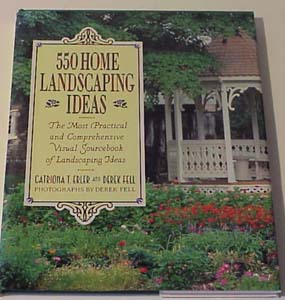 550 HOME
LANDSCAPING
IDEAS
The Most Practical
and Comprehensive
Visual Sourcebook
of Landscaping Ideas
CATRIONA T. ERLER AND DEREK FELL
PHOTOGRAPHS BY DEREK FELL